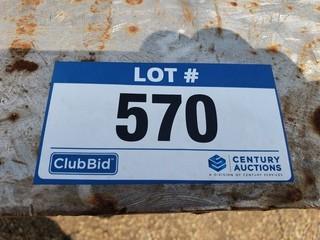 LOT #
570
ClubBid
CENTURY
AUCTIONS
A DIVISION OF CENTURY SERVICES